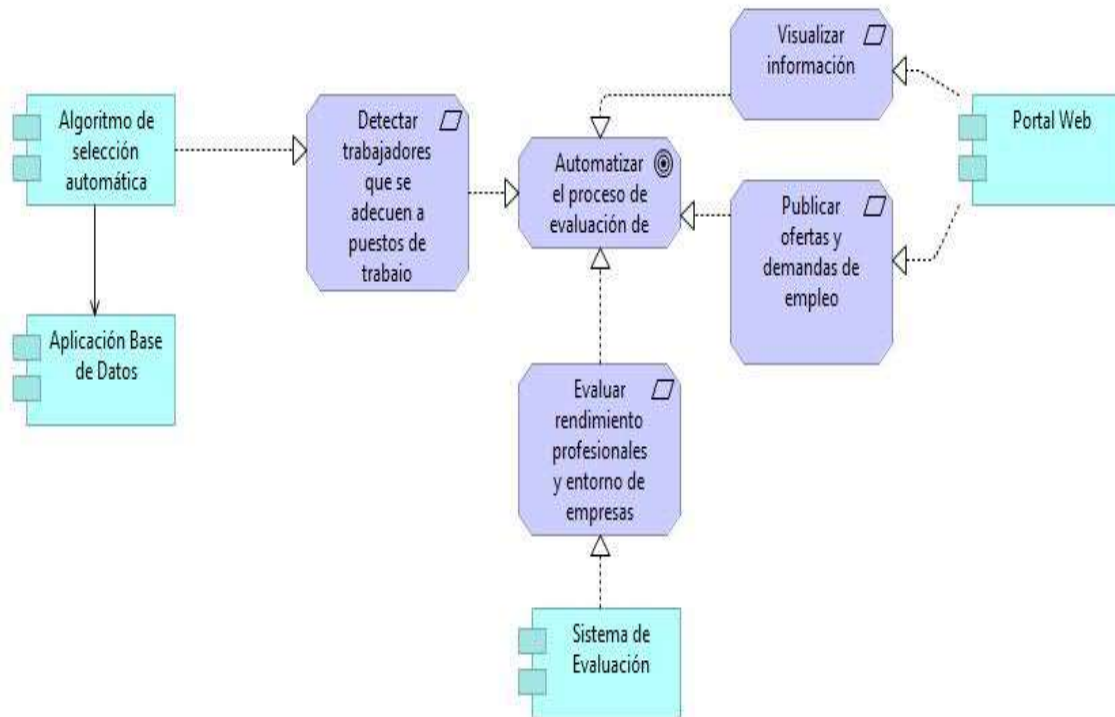 Visualizar
información
Portal Web
Algoritmo de
selección
automática
Detectar
trabajadores
que se
adecuen a
puestos de
trabaio
Automatizar
el proceso de
evaluación de
Publicar
ofertas y
demandas de
empleo
Aplicación Base
de Datos
Evaluar
rendimiento
profesionales
y entorno de
empresas
Sistema de
Evaluación